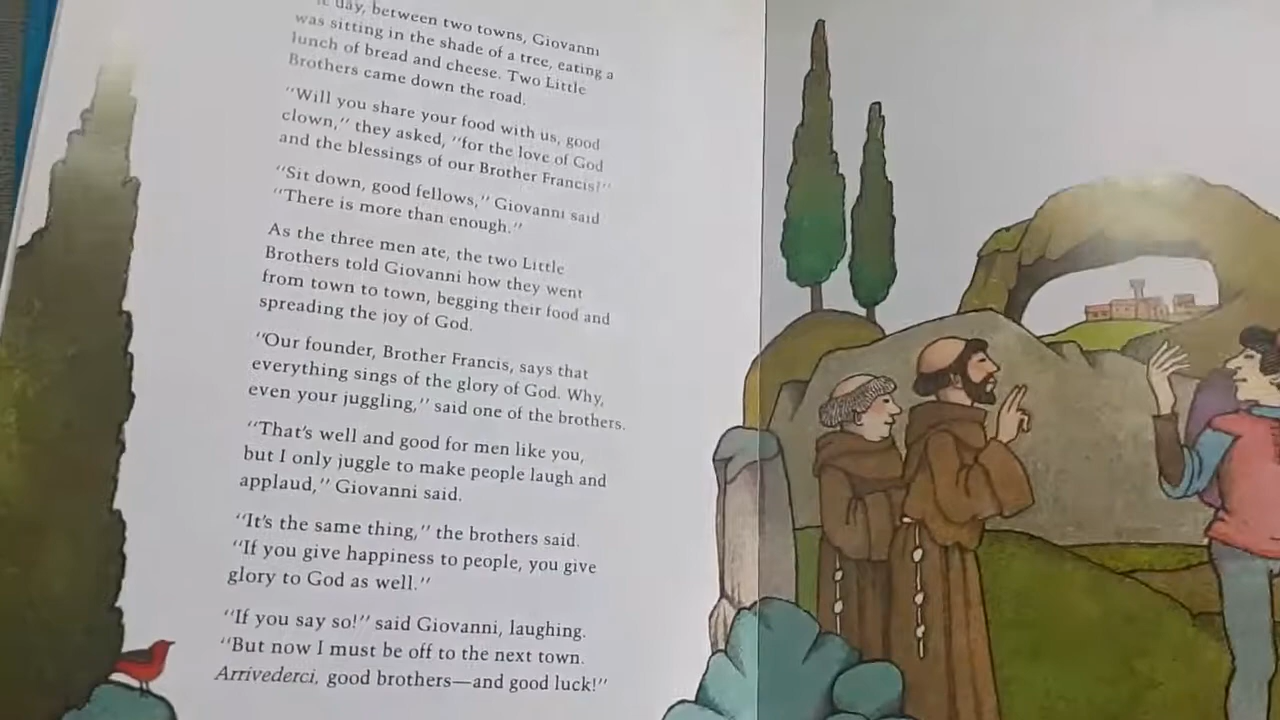 day, between two towns, Giovanni
was sitting in the shade of a tree, eating a
lunch of bread and cheese. Two Little
Brothers came down the road.
“Will you share your food with us, good
clown,” they asked, “for the love of God
and the blessings of our Brother Francis?”
“Sit down, good fellows,” Giovanni said
“There is more than enough.”
As the three men ate, the two Little
Brothers told Giovanni how they went
from town to town, begging their food and
spreading the joy of God.
“Our founder, Brother Francis, says that
everything sings of the glory of God. Why,
even your juggling,” said one of the brothers.
“That's well and good for men like you,
but I only juggle to make people laugh and
applaud,” Giovanni said.
“It's the same thing,” the brothers said.
“If you give happiness to people, you give
glory to God as well.”
“If you say so!” said Giovanni, laughing.
“But now I must be off to the next town.
Arrivederci, good brothers—and good luck!”